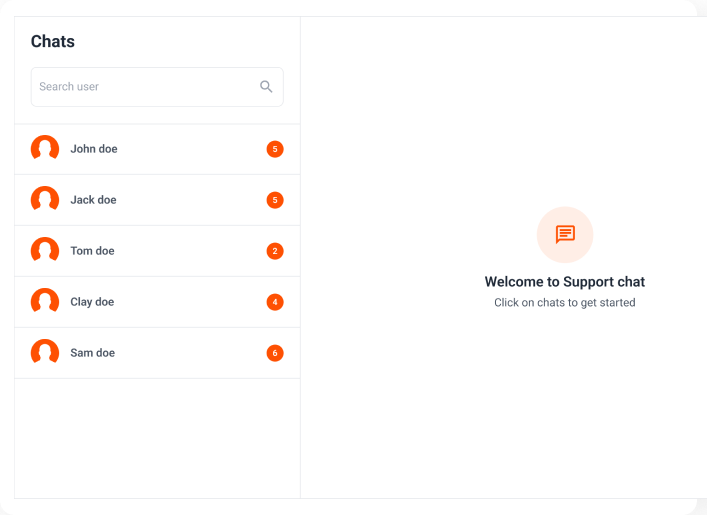 Chats
Search user
John doe 5
Jack doe 5
Tom doe 2
Clay doe 4
Sam doe 6
Welcome to Support chat
Click on chats to get started